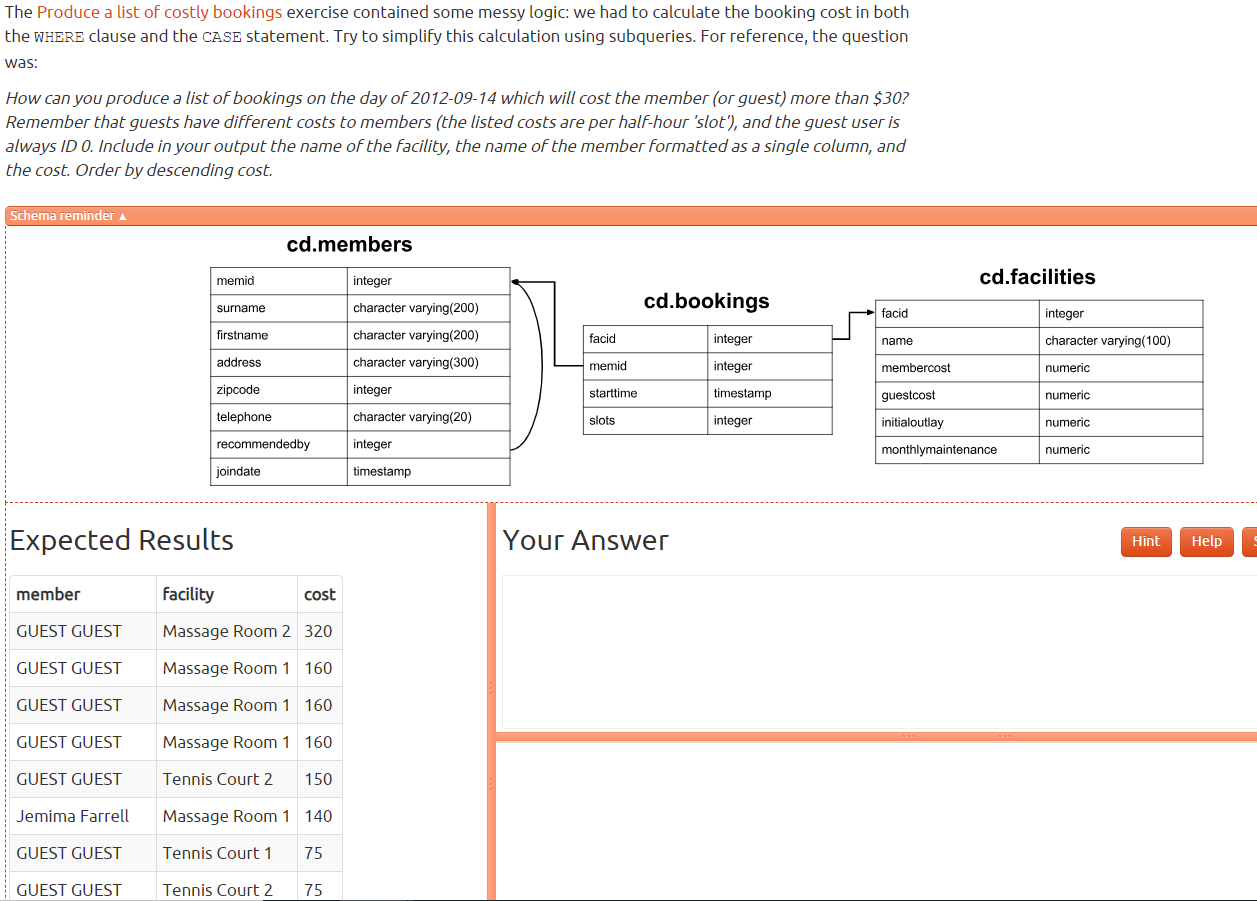 The Produce a list of costly bookings exercise contained some messy logic: we had to calculate the booking cost in both
the WHERE clause and the CASE statement. Try to simplify this calculation using subqueries. For reference, the question
was:
How can you produce a list of bookings on the day of 2012-09-14 which will cost the member (or guest) more than $30?
Remember that guests have different costs to members (the listed costs are per half-hour 'slot'), and the guest user is
always ID 0. Include in your output the name of the facility, the name of the member formatted as a single column, and
the cost. Order by descending cost.
Schema reminder ▲
cd.members
memid integer
surname character varying(200)
firstname character varying(200)
address character varying(300)
zipcode integer
telephone character varying(20)
recommendedby integer
joindate timestamp
cd.bookings
facid integer
memid integer
starttime timestamp
slots integer
cd.facilities
facid integer
name character varying(100)
membercost numeric
guestcost numeric
initialoutlay numeric
monthlymaintenance numeric
Expected Results
member facility cost
GUEST GUEST Massage Room 2 320
GUEST GUEST Massage Room 1 160
GUEST GUEST Massage Room 1 160
GUEST GUEST Massage Room 1 160
GUEST GUEST Tennis Court 2 150
Jemima Farrell Massage Room 1 140
GUEST GUEST Tennis Court 1 75
GUEST GUEST Tennis Court 2 75
Your Answer
Hint
Help